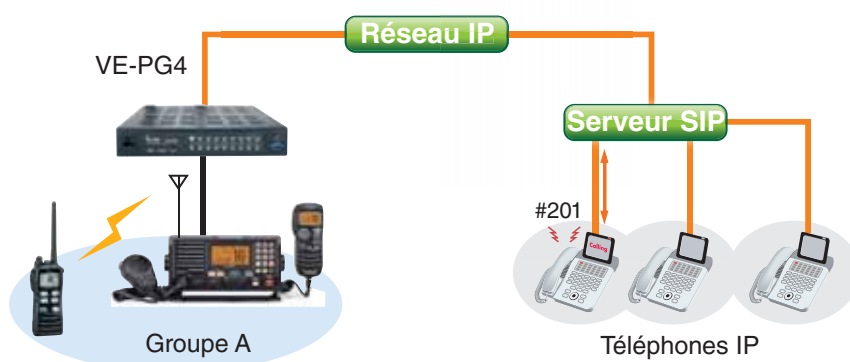 Réseau IP
VE-PG4
Serveur SIP
#201
Calling
Groupe A
Téléphones IP